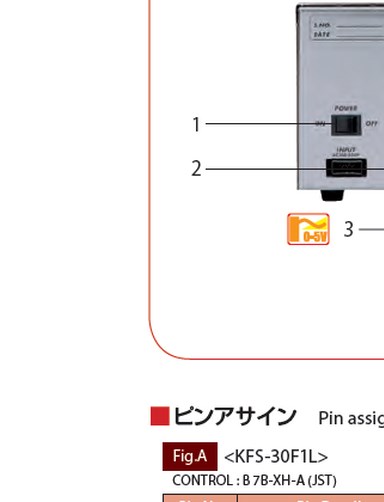 LANS
DATE
POWER
ON
OFF
1
INPUT
2
0-5V
3
ピンアサイン Pin assig
Fig.A <KFS-30F1L>
CONTROL : B 7B-XH-A (JST)